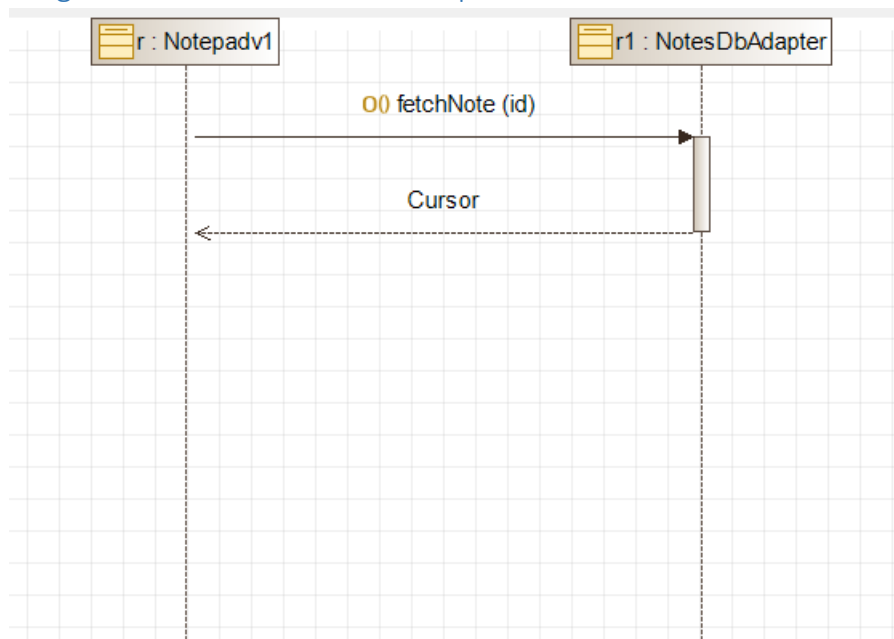 r : Notepadv1
r1 : NotesDbAdapter
O() fetchNote (id)
Cursor